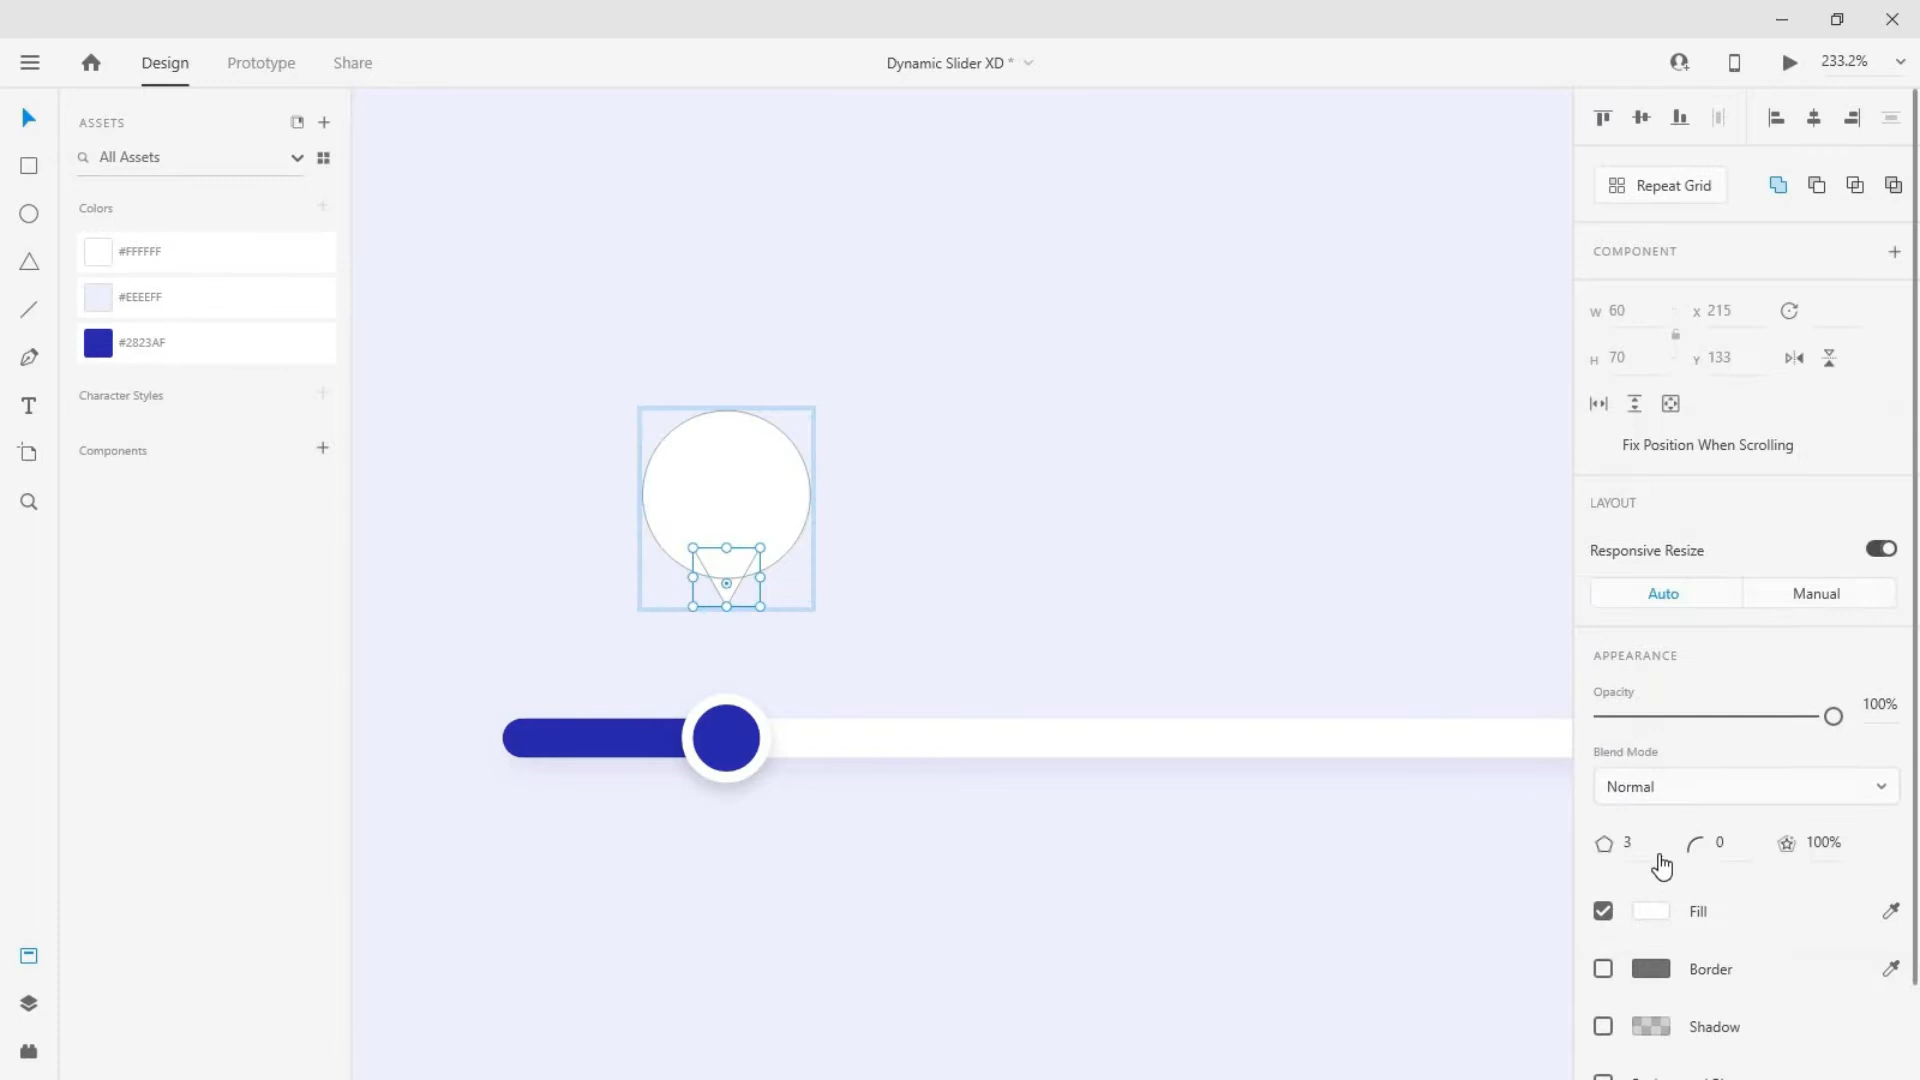 Design
Prototype
Share
Dynamic Slider XD *
233.2%
ASSETS
All Assets
Colors
#FFFFFF
#EEEEFF
#2823AF
Character Styles
Components
Repeat Grid
COMPONENT
W 60
X 215
H 70
Y 133
Fix Position When Scrolling
LAYOUT
Responsive Resize
Auto
Manual
APPEARANCE
Opacity
100%
Blend Mode
Normal
3
0
100%
Fill
Border
Shadow